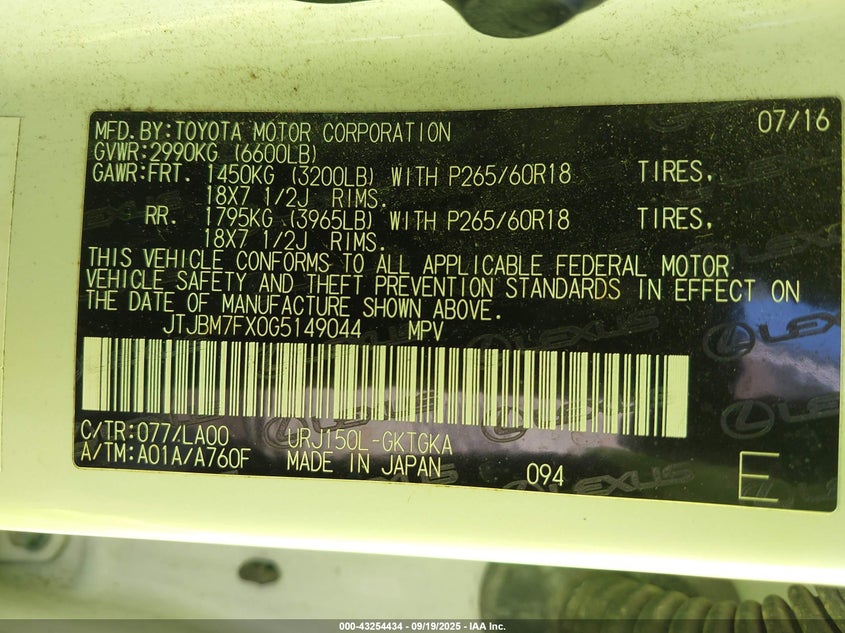 07/16
MFD.BY:TOYOTA MOTOR CORPORATION
GVWR:2990KG (6600LB)
GAWR:FRT. 1450KG (3200LB) WITH P265/60R18 TIRES,
18X7 1/2J RIMS.
RR. 1795KG (3965LB) WITH P265/60R18 TIRES,
18X7 1/2J RIMS.
THIS VEHICLE CONFORMS TO ALL APPLICABLE FEDERAL MOTOR
VEHICLE SAFETY AND THEFT PREVENTION STANDARDS IN EFFECT ON
THE DATE OF MANUFACTURE SHOWN ABOVE.
JTJBM7FX0G5149044 MPV
C/TR:077/LA00 URJ150L-GKTGKA
A/TM:A01A/A760F MADE IN JAPAN 094 E
LEXUS
LEXUS
LEXUS
000-43254434 - 09/19/2025 - IAA Inc.